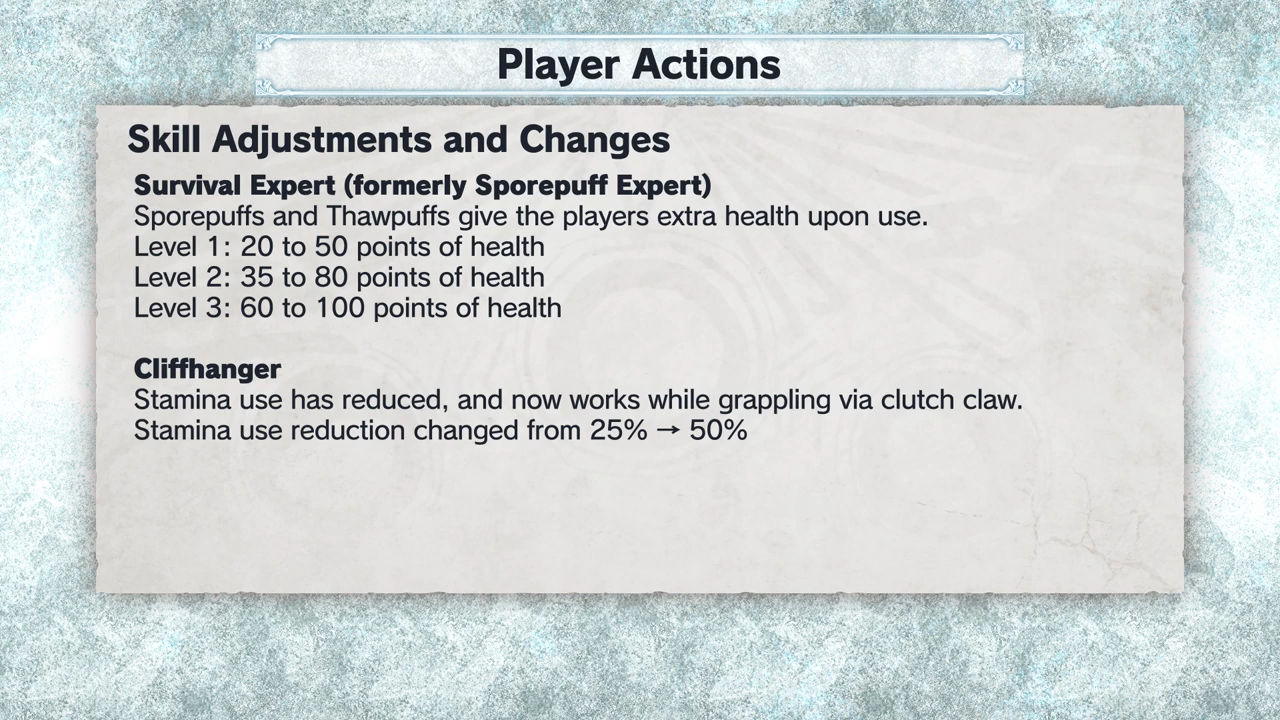 Player Actions
Skill Adjustments and Changes
Survival Expert (formerly Sporepuff Expert)
Sporepuffs and Thawpuffs give the players extra health upon use.
Level 1: 20 to 50 points of health
Level 2: 35 to 80 points of health
Level 3: 60 to 100 points of health
Cliffhanger
Stamina use has reduced, and now works while grappling via clutch claw.
Stamina use reduction changed from 25% → 50%